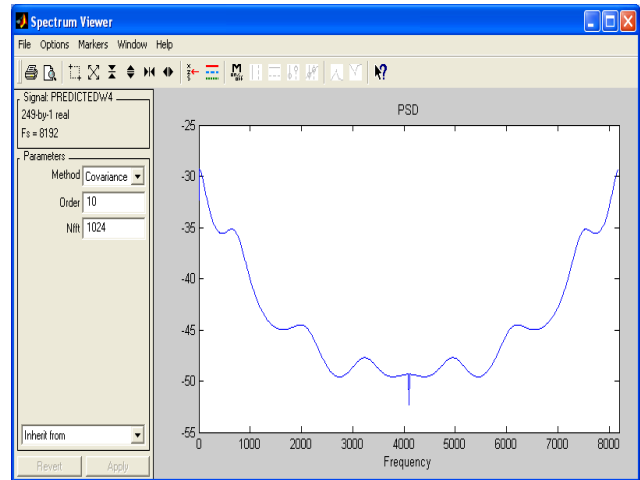 Spectrum Viewer
File Options Markers Window Help
Signal: PREDICTEDW4
249-by-1 real
Fs = 8192
Parameters
Method Covariance
Order 10
Nfft 1024
Inherit from
Revert Apply
PSD
-25
-30
-35
-40
-45
-50
-55
0 1000 2000 3000 4000 5000 6000 7000 8000
Frequency